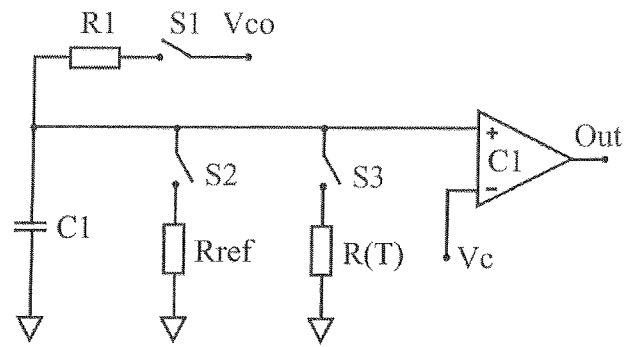 R1 S1 Vco
+ C1 Out
S2 S3
C1 Rref R(T) Vc